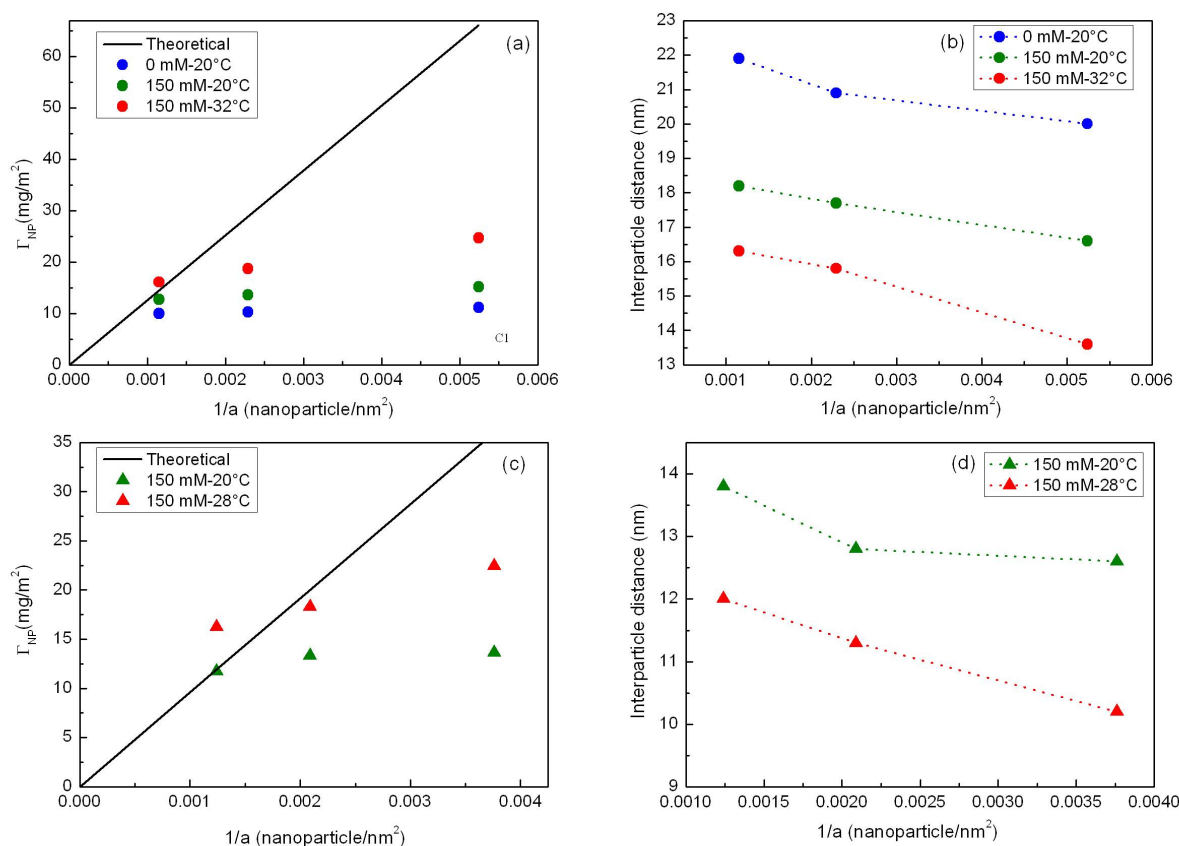 (a)
Theoretical
0 mM-20°C
150 mM-20°C
150 mM-32°C
C1
Γ_NP(mg/m²)
60
50
40
30
20
10
0
0.000 0.001 0.002 0.003 0.004 0.005 0.006
1/a (nanoparticle/nm²)
(b)
0 mM-20°C
150 mM-20°C
150 mM-32°C
Interparticle distance (nm)
23
22
21
20
19
18
17
16
15
14
13
0.001 0.002 0.003 0.004 0.005 0.006
1/a (nanoparticle/nm²)
(c)
Theoretical
150 mM-20°C
150 mM-28°C
Γ_NP(mg/m²)
35
30
25
20
15
10
5
0
0.000 0.001 0.002 0.003 0.004
1/a (nanoparticle/nm²)
(d)
150 mM-20°C
150 mM-28°C
Interparticle distance (nm)
14
13
12
11
10
9
0.0010 0.0015 0.0020 0.0025 0.0030 0.0035 0.0040
1/a (nanoparticle/nm²)